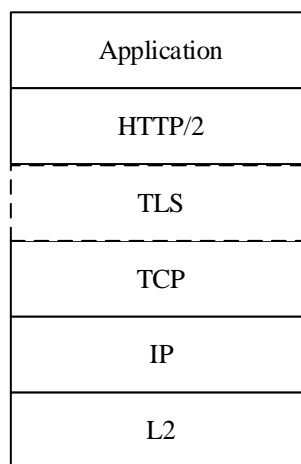 Application
HTTP/2
TLS
TCP
IP
L2